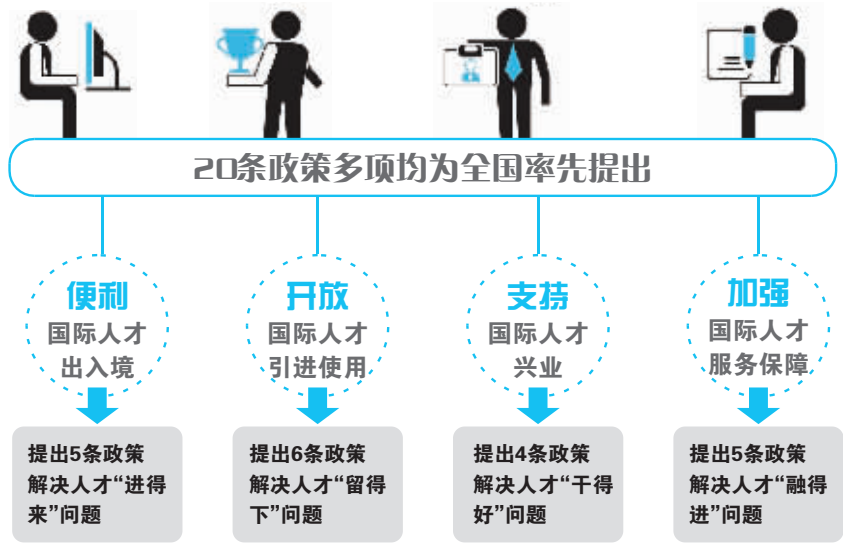 20条政策多项均为全国率先提出
便利
国际人才
出入境
开放
国际人才
引进使用
支持
国际人才
兴业
加强
国际人才
服务保障
提出5条政策
解决人才“进得
来”问题
提出6条政策
解决人才“留得
下”问题
提出4条政策
解决人才“干得
好”问题
提出5条政策
解决人才“融得
进”问题